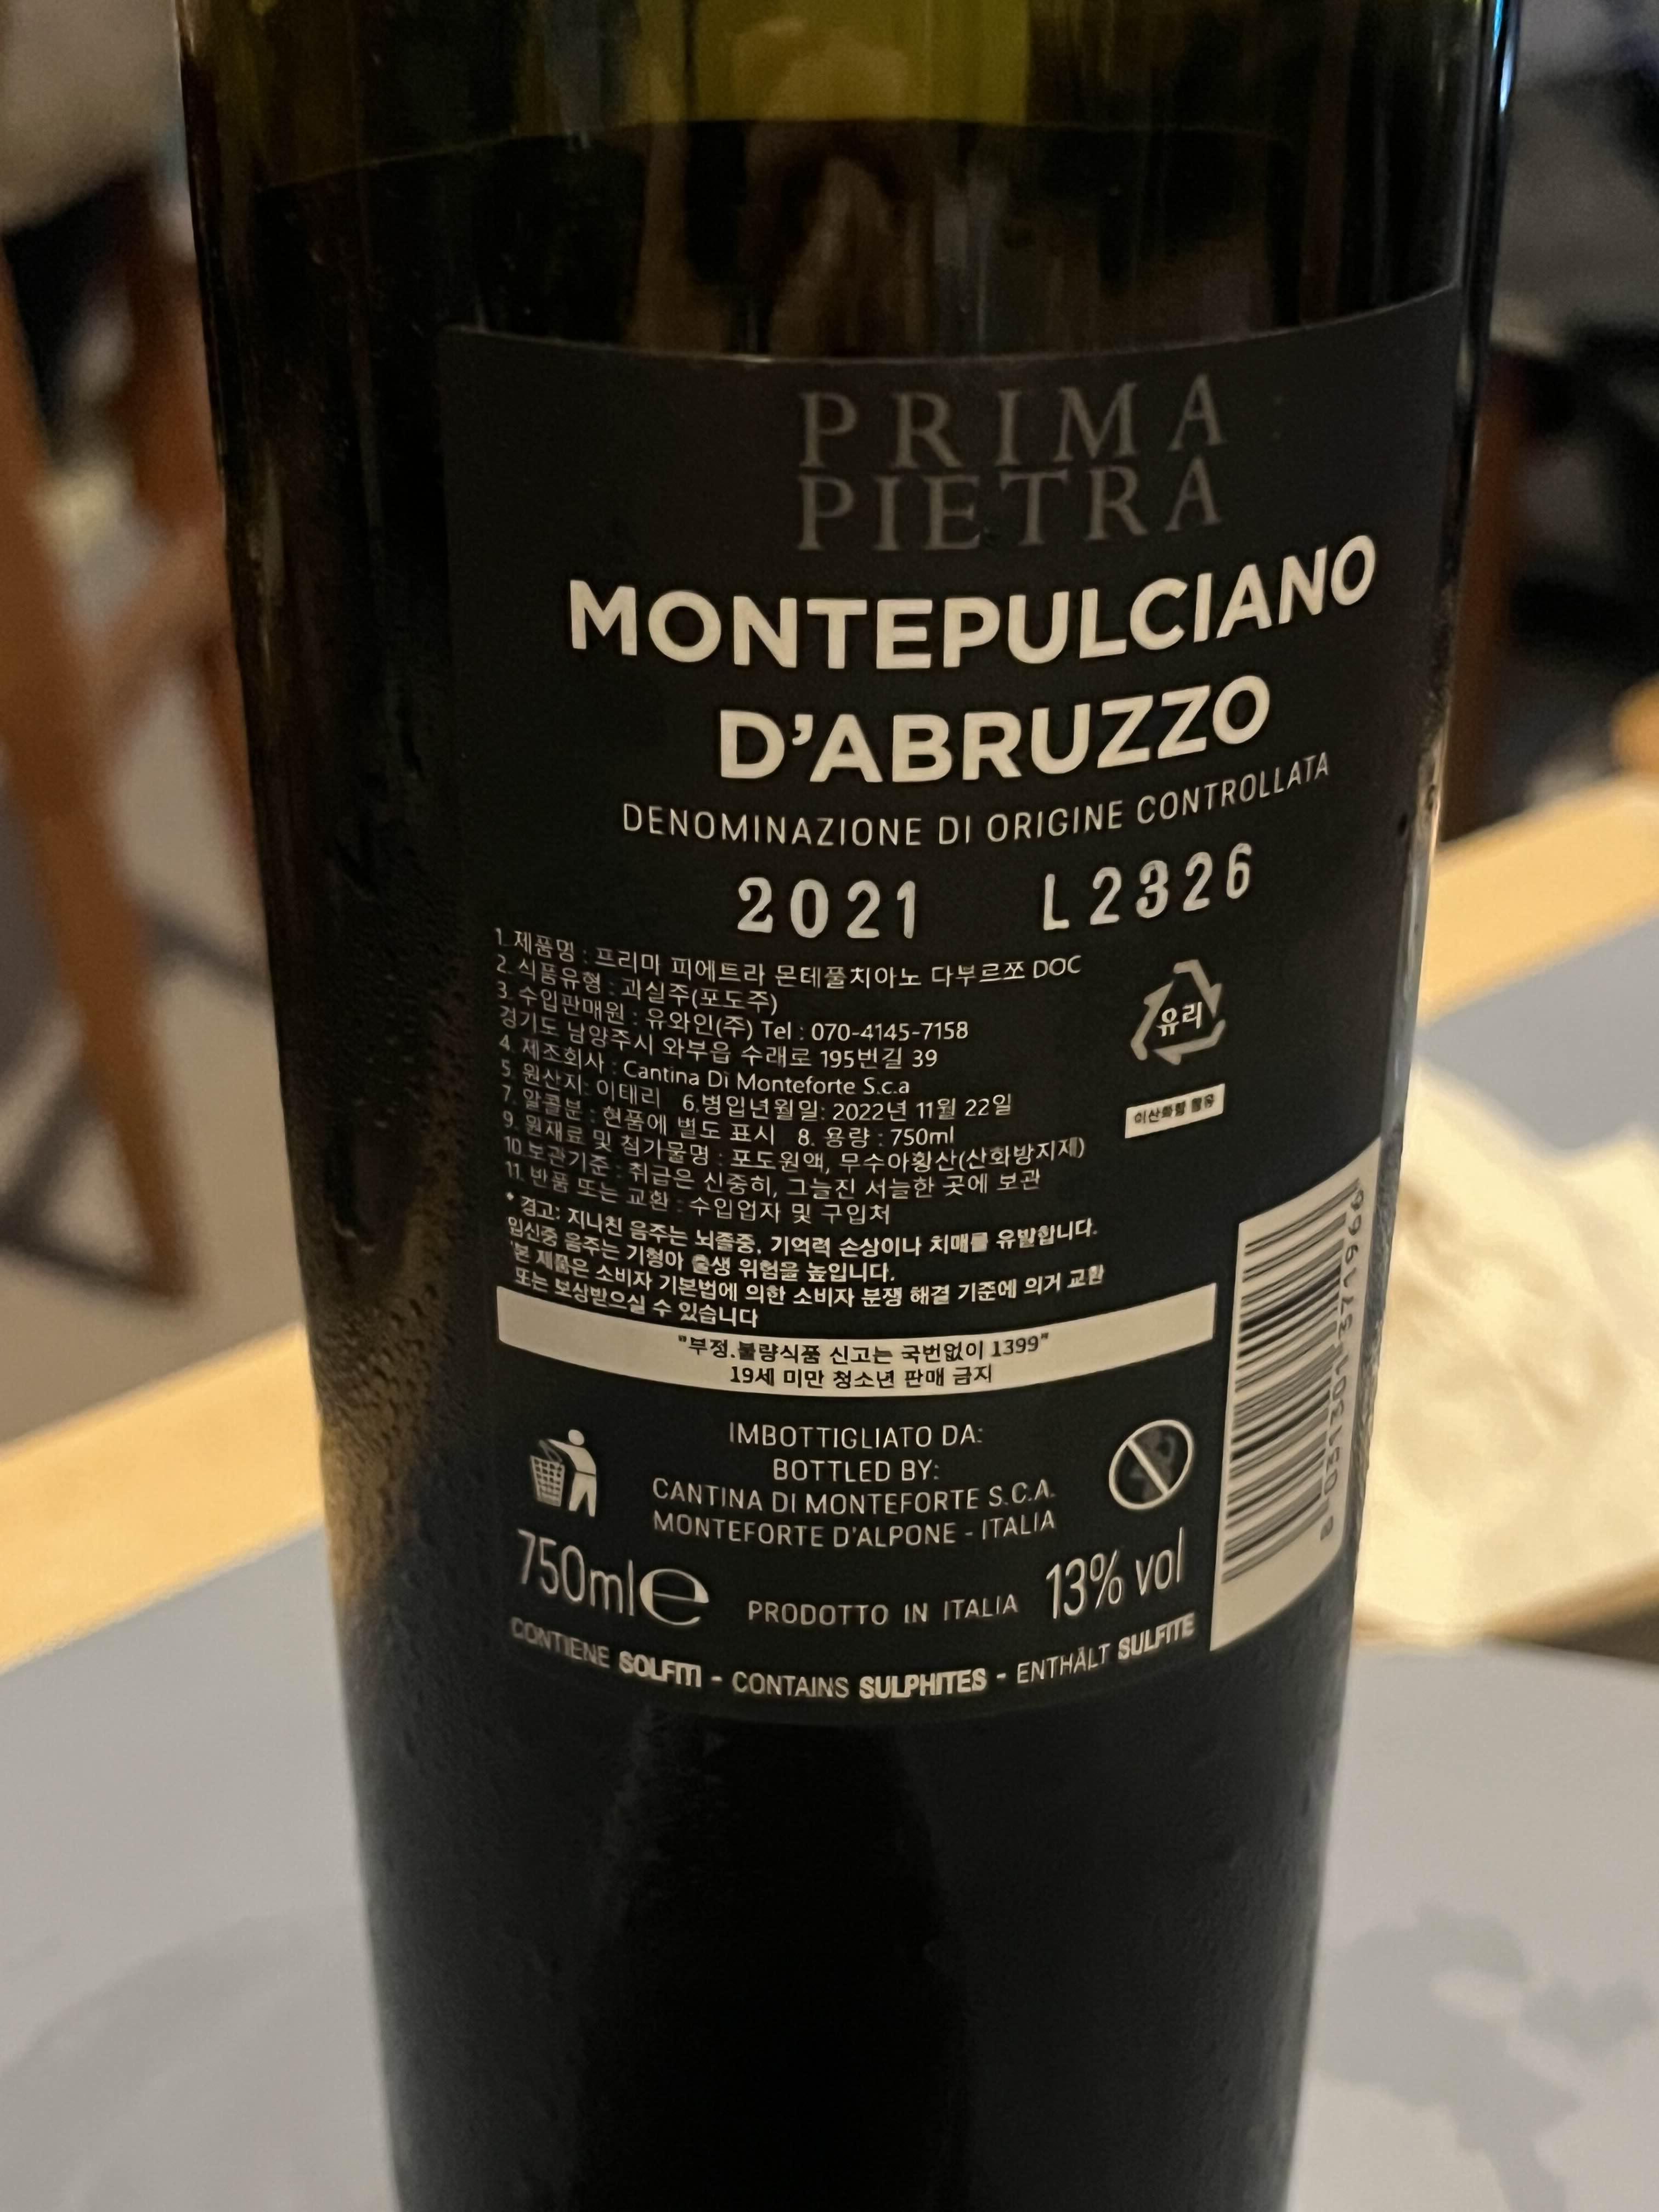 PRIMA
PIETRA
MONTEPULCIANO
D'ABRUZZO
DENOMINAZIONE DI ORIGINE CONTROLLATA
2021 L2326
1. 제품명 : 프리마 피에트라 몬테풀치아노 다부르쪼 DOC
2. 식품유형 : 과실주(포도주)
3. 수입판매원 : 유와인(주) Tel : 070-4145-7158
경기도 남양주시 와부읍 수래로 195번길 39
4. 제조회사 : Cantina Di Monteforte S.c.a
5. 원산지: 이태리 6.병입년월일: 2022년 11월 22일
7. 알콜분 : 현품에 별도 표시 8. 용량 : 750ml
9. 원재료 및 첨가물명 : 포도원액, 무수아황산(산화방지제)
10.보관기준 : 취급은 신중히, 그늘진 서늘한 곳에 보관
11. 반품 또는 교환 : 수입업자 및 구입처
* 경고: 지나친 음주는 뇌졸중, 기억력 손상이나 치매를 유발합니다.
임신중 음주는 기형아 출생 위험을 높입니다.
*본 제품은 소비자 기본법에 의한 소비자 분쟁 해결 기준에 의거 교환
또는 보상받으실 수 있습니다
유리
"부정.불량식품 신고는 국번없이 1399"
19세 미만 청소년 판매 금지
IMBOTTIGLIATO DA:
BOTTLED BY:
CANTINA DI MONTEFORTE S.C.A.
MONTEFORTE D'ALPONE - ITALIA
750ml e PRODOTTO IN ITALIA 13% vol
CONTIENE SOLFITI - CONTAINS SULPHITES - ENTHÄLT SULFITE